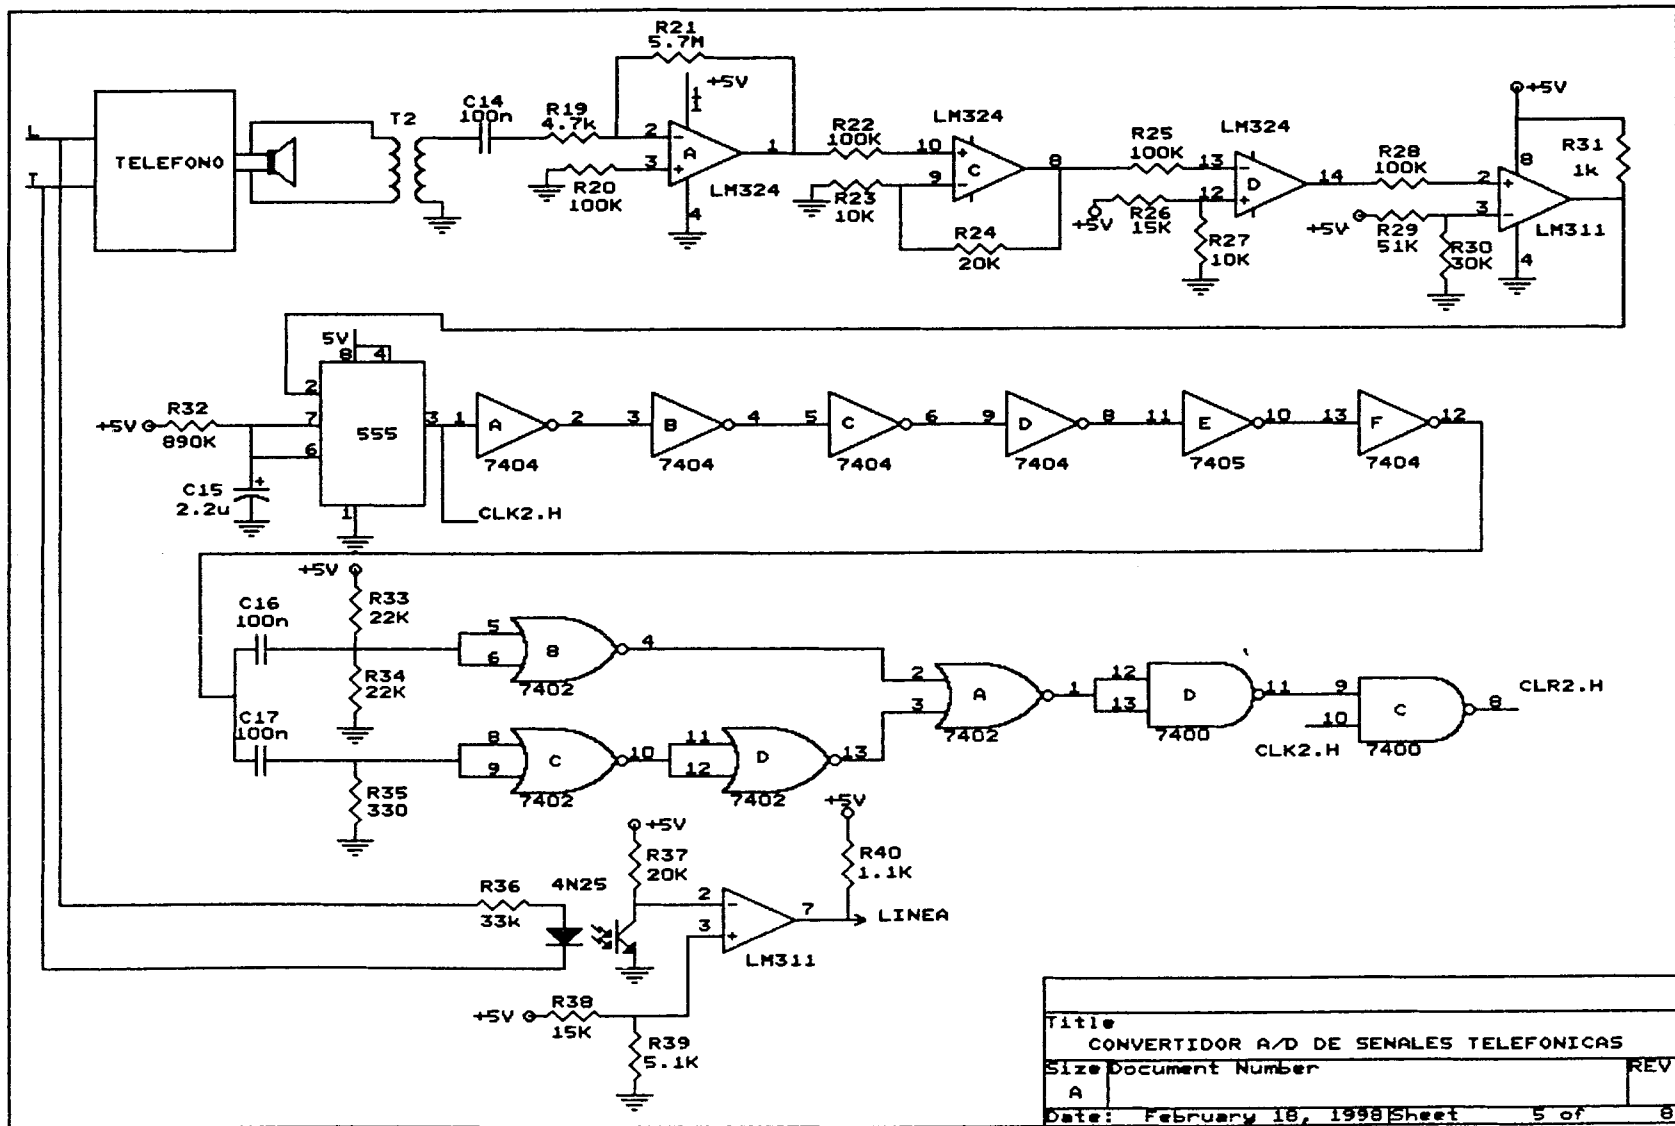 R21
5.7M
+5V
11
C14
100n
R19
4.7k
2
-
A
1
3
+
R20
100K
LM324
4
T2
TELEFONO
L
T
LM324
R22
100K
10
+
C
8
9
-
R23
10K
R24
20K
LM324
R25
100K
13
-
D
14
12
+
+5V
R26
15K
R27
10K
R28
100K
2
+
8
+5V
R31
1k
3
-
+5V
R29
51K
R30
30K
LM311
4
5V
8
4
2
7
6
555
3
1
+5V
R32
890K
C15
+
2.2u
CLK2.H
1
A
2
7404
3
B
4
7404
5
C
6
7404
9
D
8
7404
11
E
10
7405
13
F
12
7404
+5V
C16
100n
R33
22K
R34
22K
C17
100n
R35
330
5
6
B
4
7402
8
9
C
10
7402
11
12
D
13
7402
2
3
A
1
7402
12
13
D
11
7400
9
10
C
8
7400
CLR2.H
CLK2.H
+5V
R37
20K
R36
33k
4N25
2
-
3
+
7
LM311
+5V
R40
1.1K
LINEA
+5V
R38
15K
R39
5.1K
Title
CONVERTIDOR A/D DE SENALES TELEFONICAS
Size Document Number REV
A
Date: February 18, 1998 Sheet 5 of 8